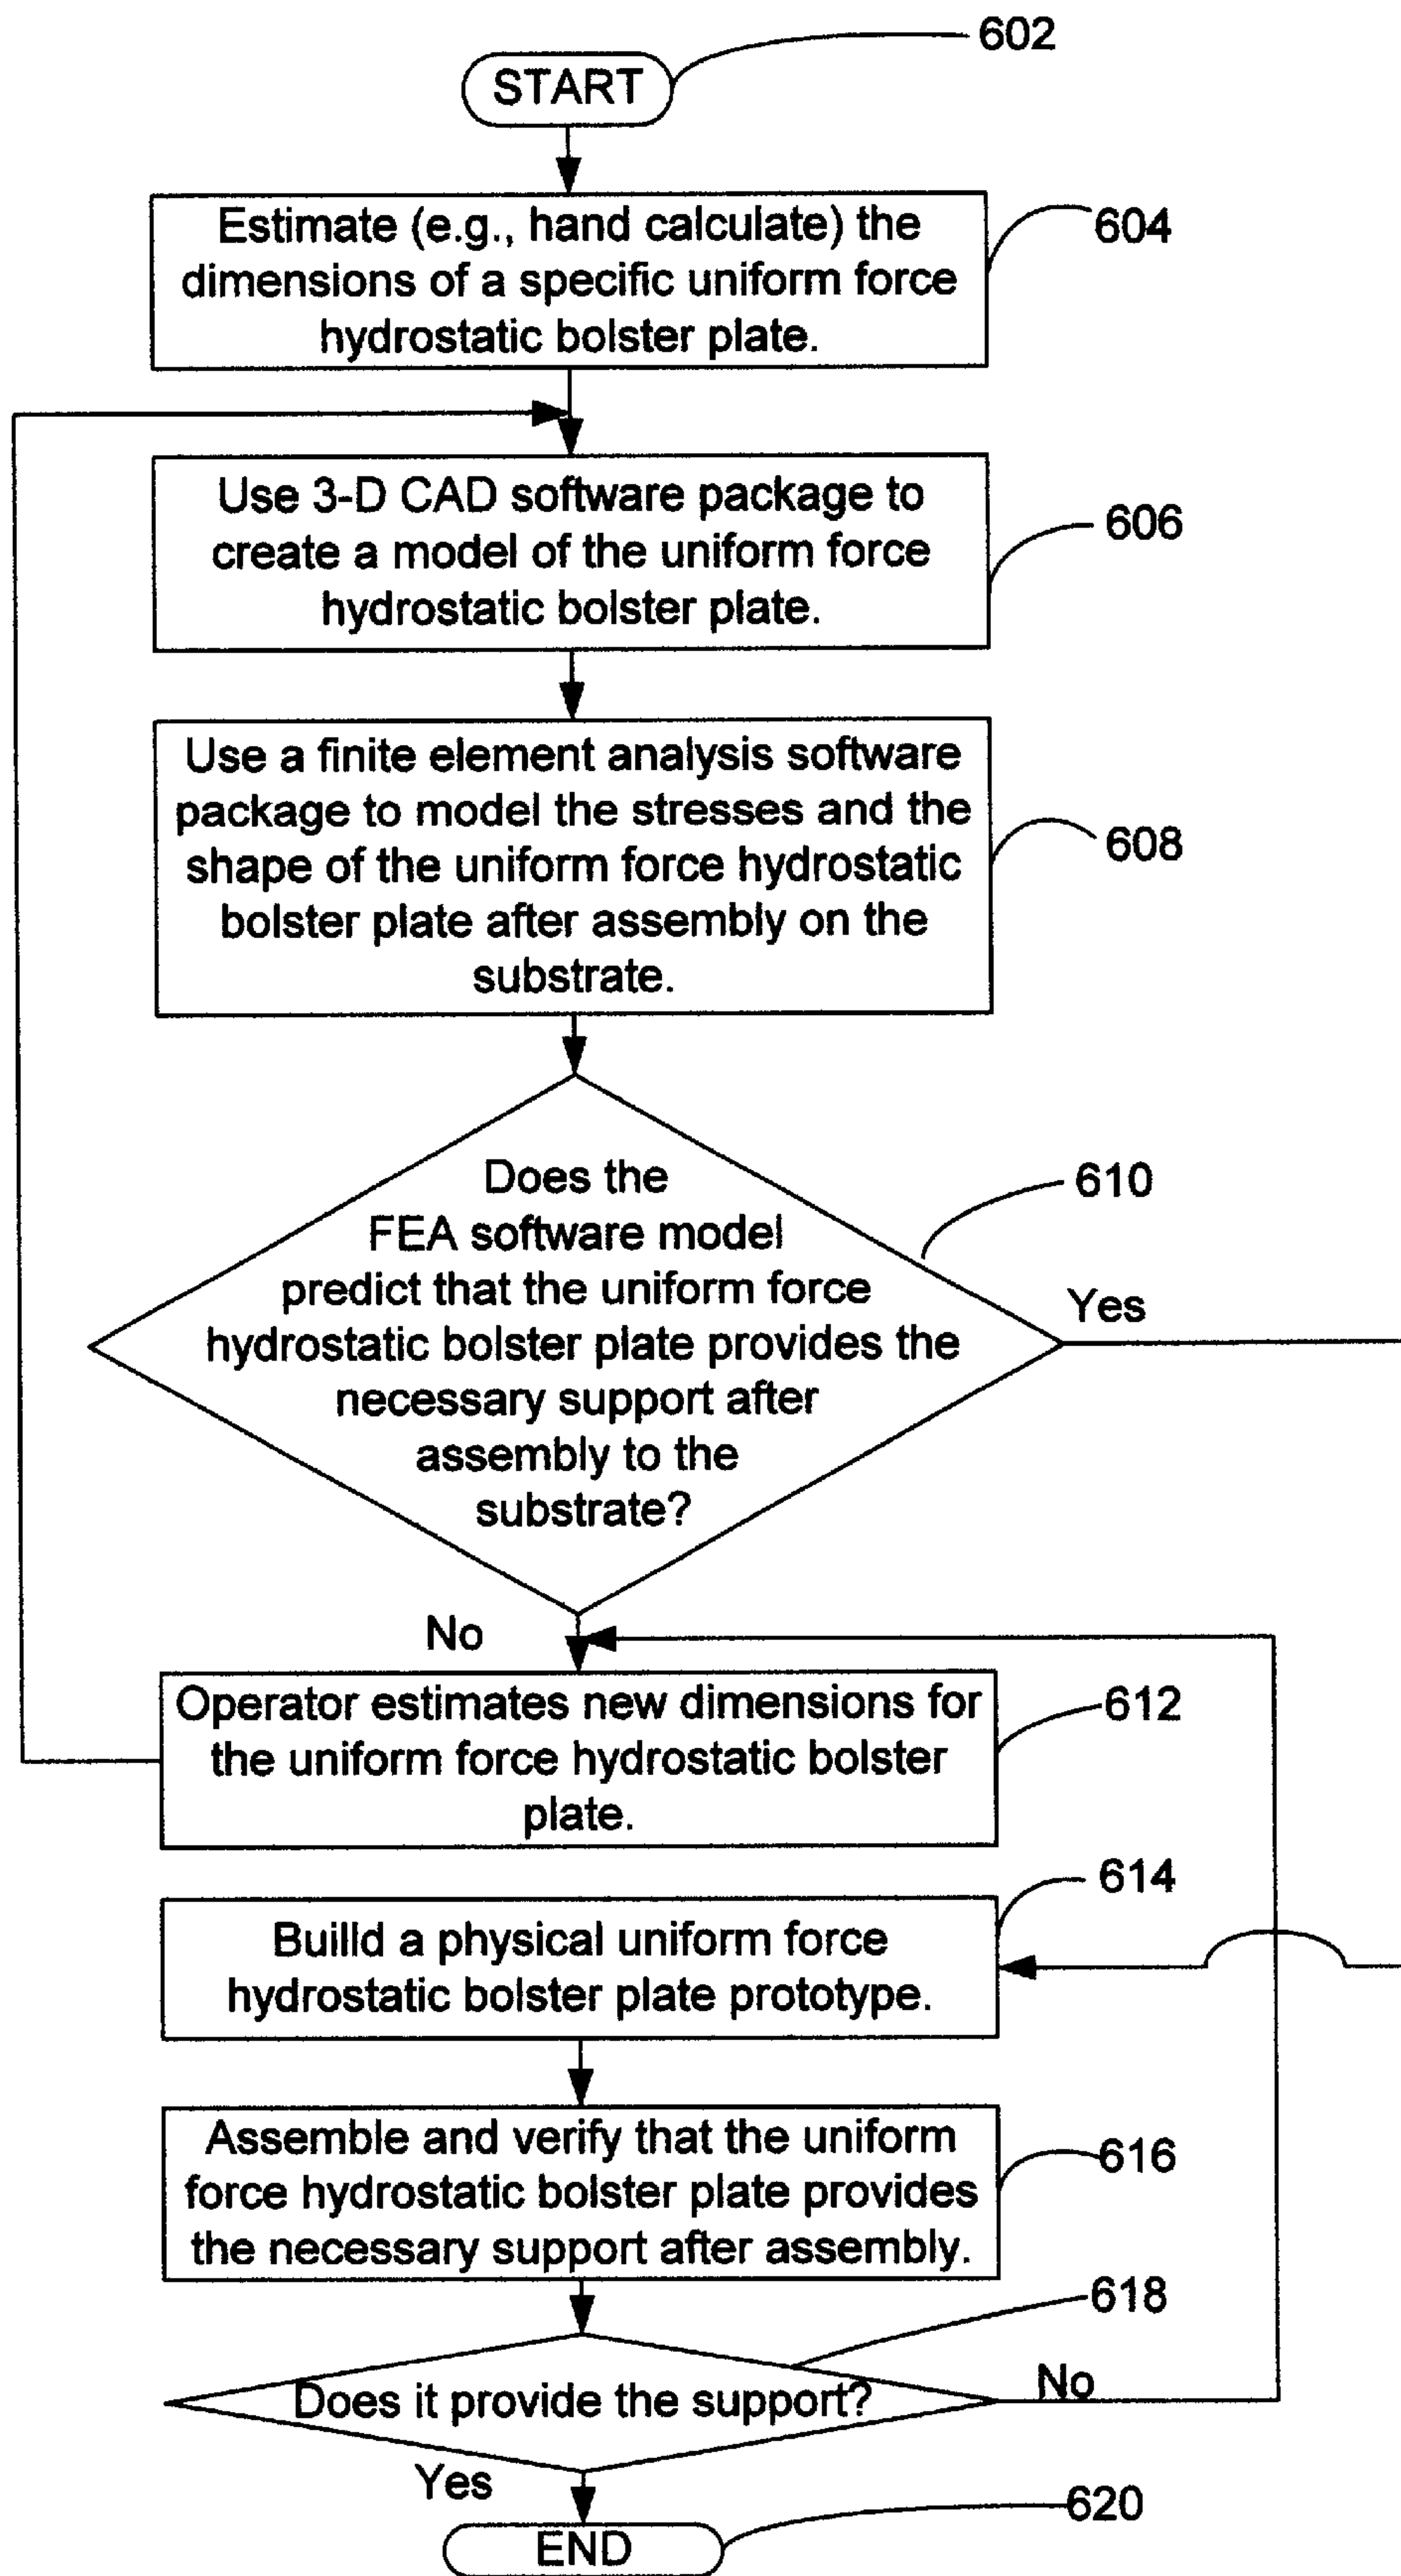 602
START
Estimate (e.g., hand calculate) the
dimensions of a specific uniform force
hydrostatic bolster plate.
604
Use 3-D CAD software package to
create a model of the uniform force
hydrostatic bolster plate.
606
Use a finite element analysis software
package to model the stresses and the
shape of the uniform force hydrostatic
bolster plate after assembly on the
substrate.
608
Does the
FEA software model
predict that the uniform force
hydrostatic bolster plate provides the
necessary support after
assembly to the
substrate?
610
Yes
No
Operator estimates new dimensions for
the uniform force hydrostatic bolster
plate.
612
Builld a physical uniform force
hydrostatic bolster plate prototype.
614
Assemble and verify that the uniform
force hydrostatic bolster plate provides
the necessary support after assembly.
616
618
Does it provide the support?
No
Yes
END
620